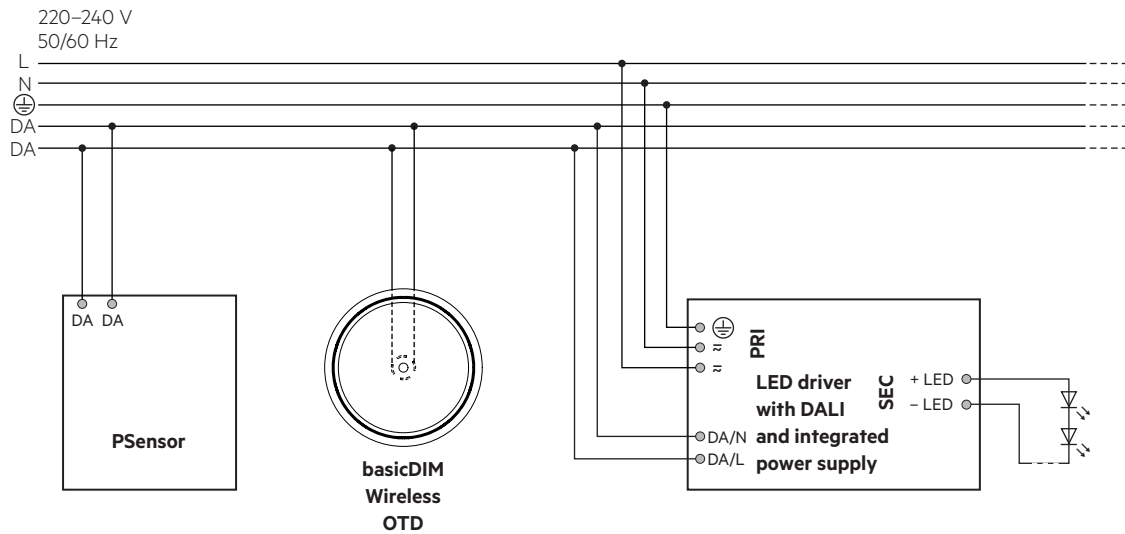 220–240 V
50/60 Hz
L
N
DA
DA
DA DA
PSensor
basicDIM
Wireless
OTD
PRI
≂
≂
LED driver
with DALI
and integrated
power supply
SEC
+ LED
– LED
DA/N
DA/L